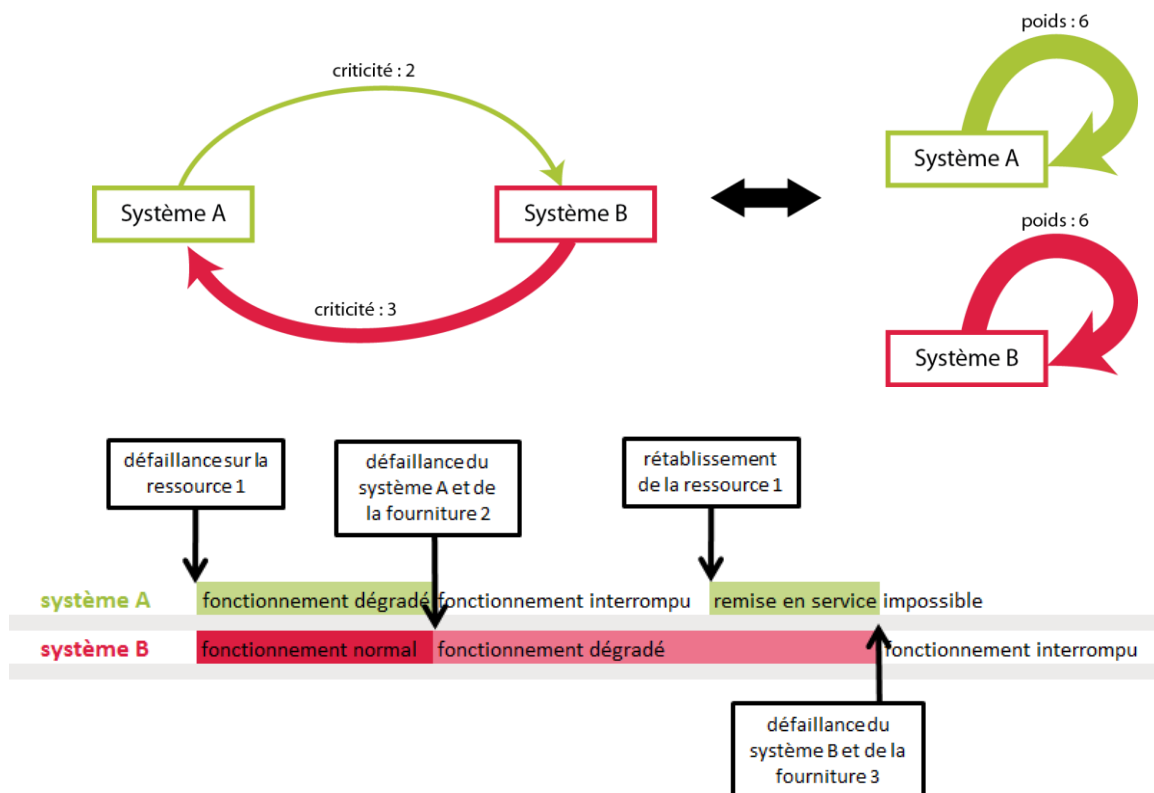 poids : 6
criticité : 2
Système A
Système A
Système B
poids : 6
criticité : 3
Système B
défaillance sur la
ressource 1
défaillance du
système A et de
la fourniture 2
rétablissement
de la ressource 1
système A fonctionnement dégradé fonctionnement interrompu remise en service impossible
système B fonctionnement normal fonctionnement dégradé fonctionnement interrompu
défaillance du
système B et de la
fourniture 3